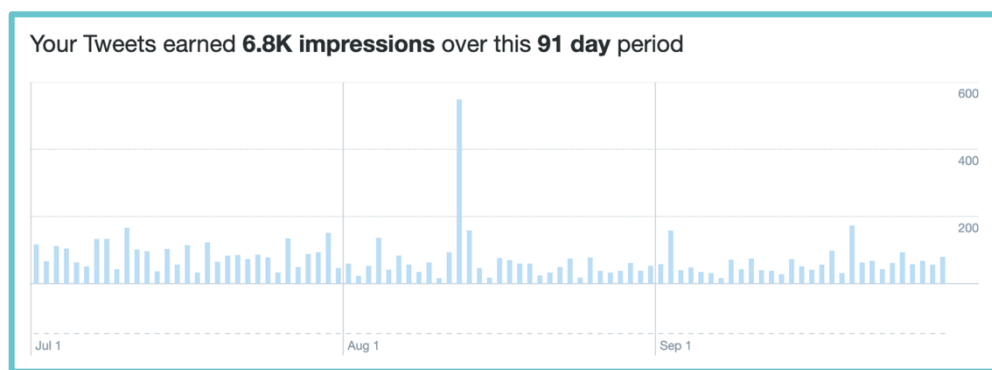 Your Tweets earned 6.8K impressions over this 91 day period
600
400
200
Jul 1
Aug 1
Sep 1